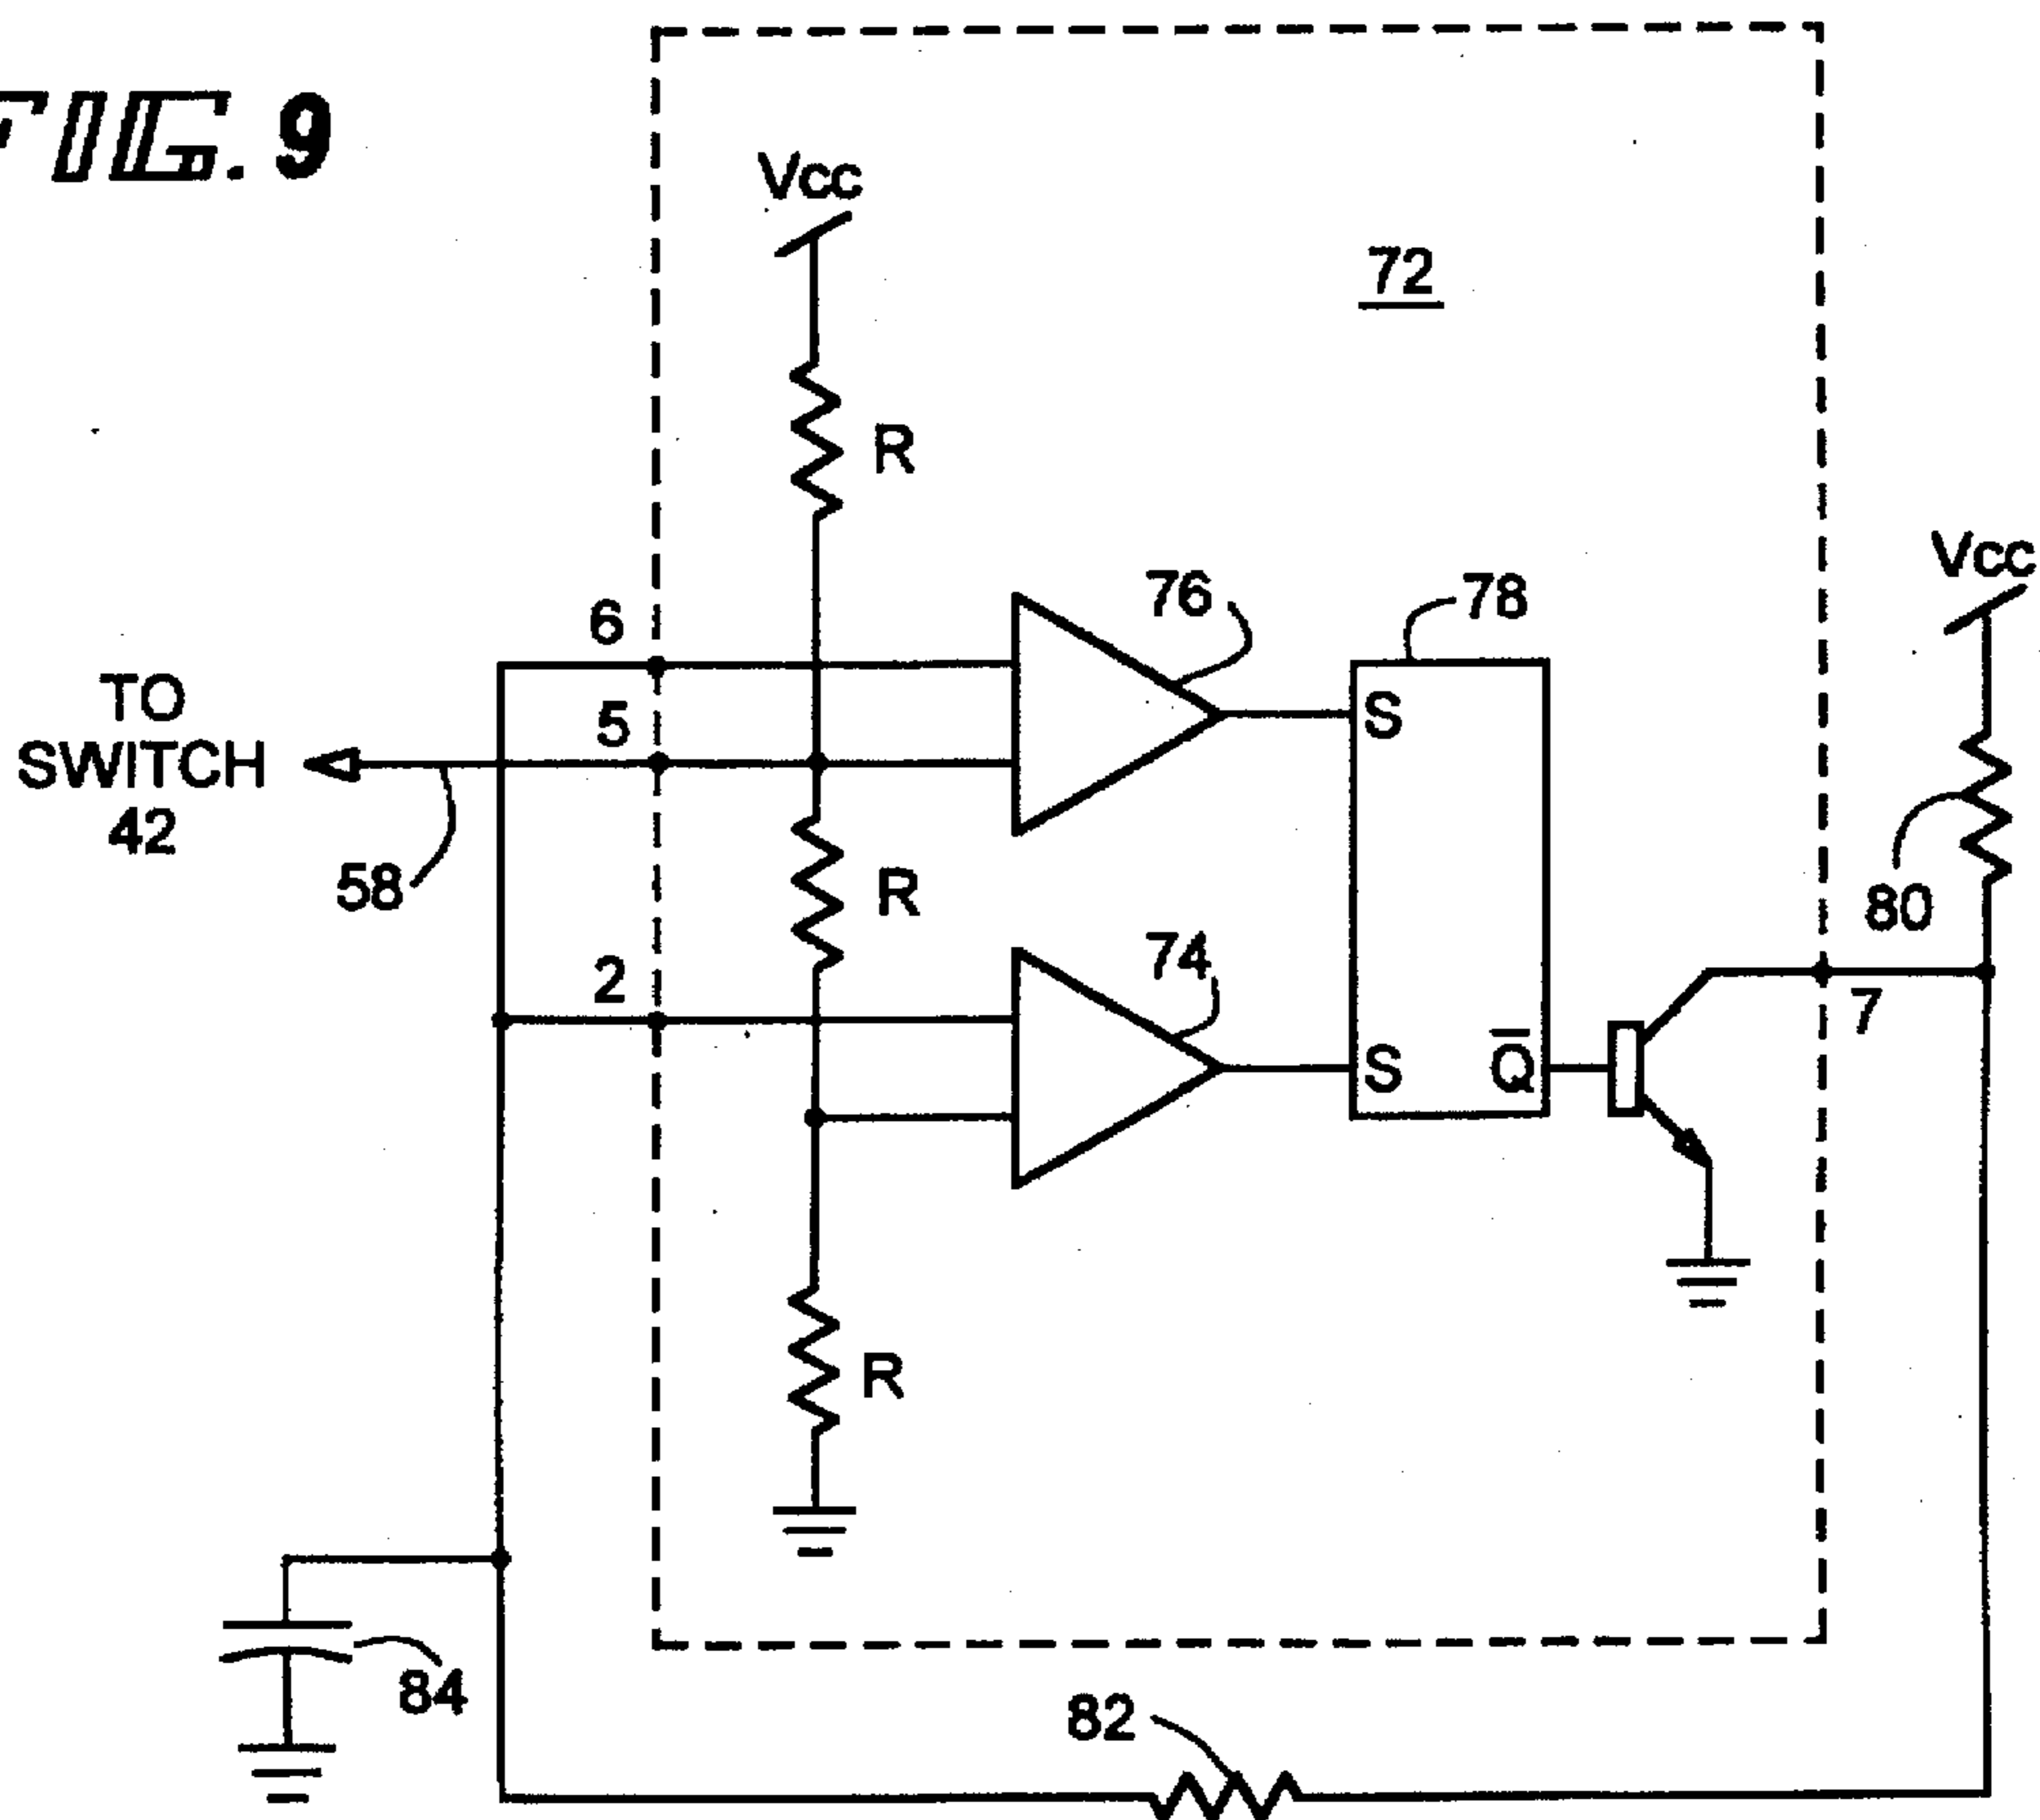 FIG. 9
Vcc
72
R
Vcc
6
76
78
TO
SWITCH
42
5
S
58
R
80
2
74
7
S
Q̅
R
84
82